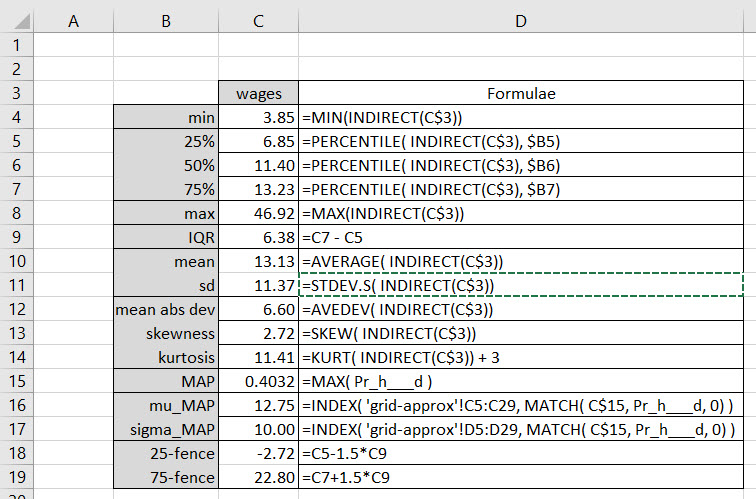 A B C D
1
2
3 wages Formulae
4 min 3.85 =MIN(INDIRECT(C$3))
5 25% 6.85 =PERCENTILE( INDIRECT(C$3), $B5)
6 50% 11.40 =PERCENTILE( INDIRECT(C$3), $B6)
7 75% 13.23 =PERCENTILE( INDIRECT(C$3), $B7)
8 max 46.92 =MAX(INDIRECT(C$3))
9 IQR 6.38 =C7 - C5
10 mean 13.13 =AVERAGE( INDIRECT(C$3))
11 sd 11.37 =STDEV.S( INDIRECT(C$3))
12 mean abs dev 6.60 =AVEDEV( INDIRECT(C$3))
13 skewness 2.72 =SKEW( INDIRECT(C$3))
14 kurtosis 11.41 =KURT( INDIRECT(C$3)) + 3
15 MAP 0.4032 =MAX( Pr_h___d )
16 mu_MAP 12.75 =INDEX( 'grid-approx'!C5:C29, MATCH( C$15, Pr_h___d, 0) )
17 sigma_MAP 10.00 =INDEX( 'grid-approx'!D5:D29, MATCH( C$15, Pr_h___d, 0) )
18 25-fence -2.72 =C5-1.5*C9
19 75-fence 22.80 =C7+1.5*C9